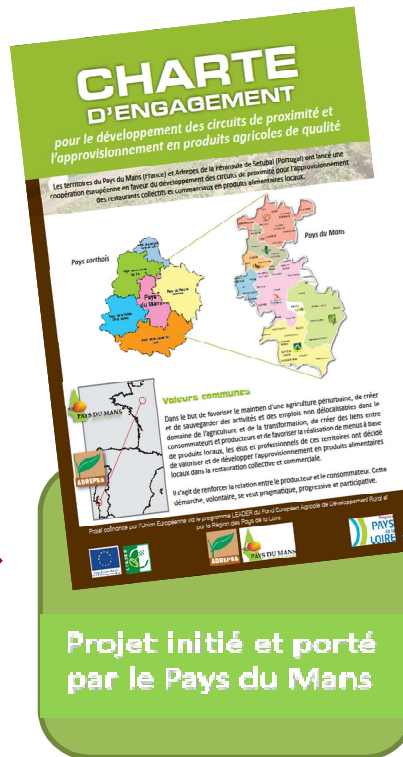 CHARTE
D'ENGAGEMENT
pour le développement des circuits de proximité et
l'approvisionnement en produits agricoles de qualité
Les territoires du Pays du Mans (France) et Adrepes de la Péninsule de Setubal (Portugal) ont lancé une
coopération européenne en faveur du développement des circuits de proximité pour l'approvisionnement
des restaurants collectifs et commerciaux en produits alimentaires locaux.
Pays sarthois
Pays du Mans
Pays
du Mans
PAYS DU MANS
ADREPES
Valeurs communes
Dans le but de favoriser le maintien d'une agriculture périurbaine, de créer
et de sauvegarder des activités et des emplois non délocalisables dans le
domaine de l'agriculture et de la transformation, de créer des liens entre
consommateurs et producteurs et de favoriser la réalisation de menus à base
de produits locaux, les élus et professionnels de ces territoires ont décidé
de valoriser et de développer l'approvisionnement en produits alimentaires
locaux dans la restauration collective et commerciale.
Il s'agit de renforcer la relation entre le producteur et le consommateur. Cette
démarche, volontaire, se veut pragmatique, progressive et participative.
Projet cofinancé par l'Union Européenne via le programme LEADER du Fond Européen Agricole de Développement Rural et
par la Région des Pays de la Loire.
ADREPES
PAYS DU MANS
PAYS
LOIRE
Projet initié et porté
par le Pays du Mans